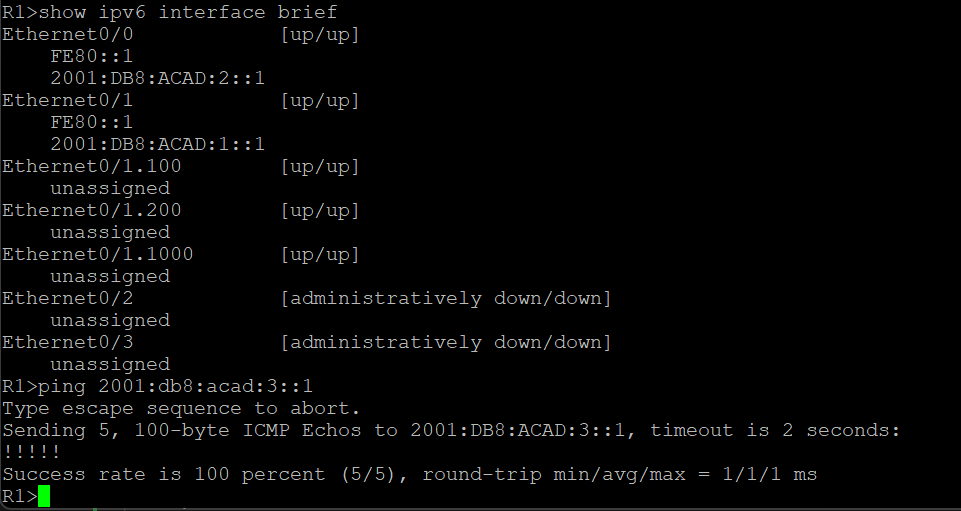 R1>show ipv6 interface brief
Ethernet0/0            [up/up]
    FE80::1
    2001:DB8:ACAD:2::1
Ethernet0/1            [up/up]
    FE80::1
    2001:DB8:ACAD:1::1
Ethernet0/1.100        [up/up]
    unassigned
Ethernet0/1.200        [up/up]
    unassigned
Ethernet0/1.1000       [up/up]
    unassigned
Ethernet0/2            [administratively down/down]
    unassigned
Ethernet0/3            [administratively down/down]
    unassigned
R1>ping 2001:db8:acad:3::1
Type escape sequence to abort.
Sending 5, 100-byte ICMP Echos to 2001:DB8:ACAD:3::1, timeout is 2 seconds:
!!!!!
Success rate is 100 percent (5/5), round-trip min/avg/max = 1/1/1 ms
R1>